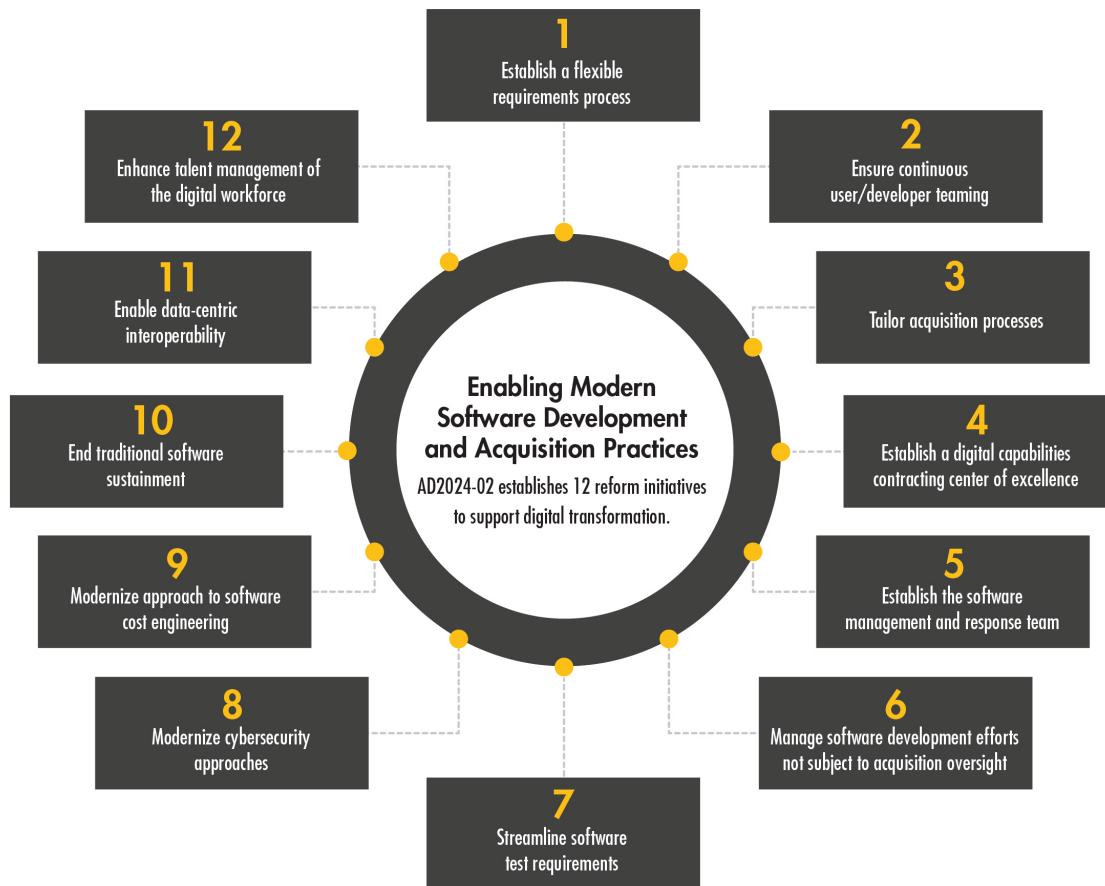 1
Establish a flexible
requirements process
2
Ensure continuous
user/developer teaming
3
Tailor acquisition processes
4
Establish a digital capabilities
contracting center of excellence
5
Establish the software
management and response team
6
Manage software development efforts
not subject to acquisition oversight
7
Streamline software
test requirements
8
Modernize cybersecurity
approaches
9
Modernize approach to software
cost engineering
10
End traditional software
sustainment
11
Enable data-centric
interoperability
12
Enhance talent management of
the digital workforce
Enabling Modern
Software Development
and Acquisition Practices
AD2024-02 establishes 12 reform initiatives
to support digital transformation.